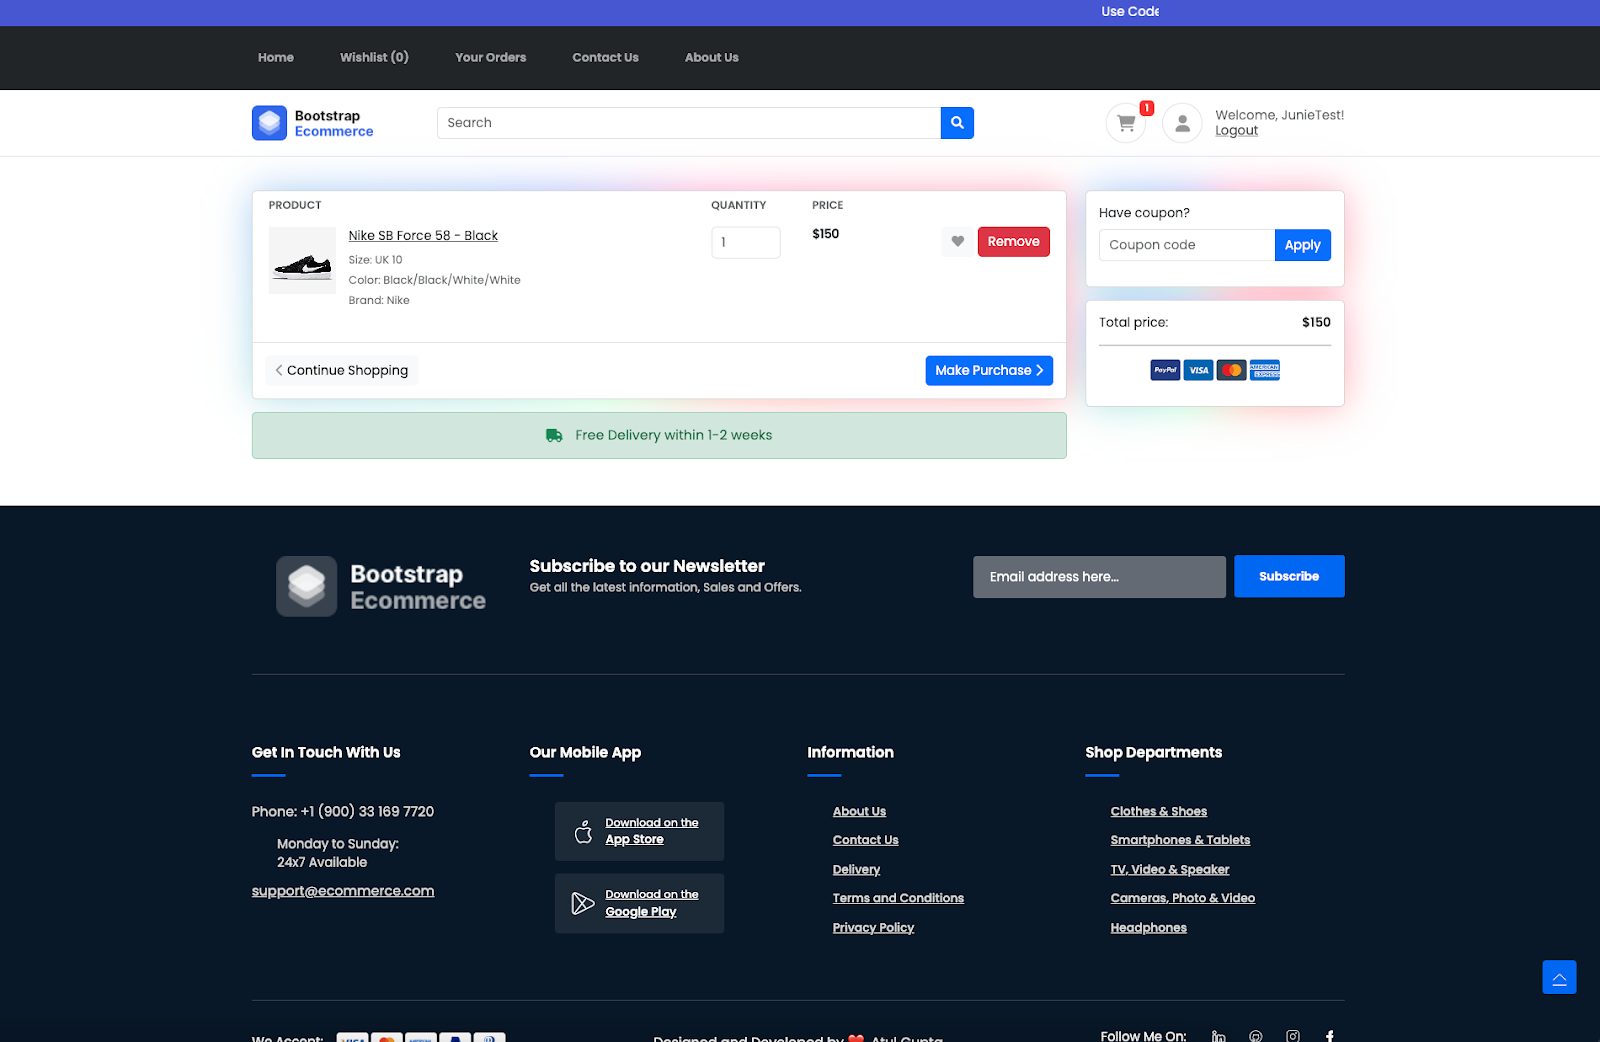 Use Code
Home
Wishlist (0)
Your Orders
Contact Us
About Us
Bootstrap
Ecommerce
Search
1
Welcome, JunieTest!
Logout
PRODUCT
QUANTITY
PRICE
Nike SB Force 58 - Black
Size: UK 10
Color: Black/Black/White/White
Brand: Nike
1
$150
Remove
Continue Shopping
Make Purchase
Free Delivery within 1-2 weeks
Have coupon?
Coupon code
Apply
Total price:
$150
PayPal
VISA
AMERICAN EXPRESS
Bootstrap
Ecommerce
Subscribe to our Newsletter
Get all the latest information, Sales and Offers.
Email address here...
Subscribe
Get In Touch With Us
Phone: +1 (900) 33 169 7720
Monday to Sunday:
24x7 Available
support@ecommerce.com
Our Mobile App
Download on the
App Store
Download on the
Google Play
Information
About Us
Contact Us
Delivery
Terms and Conditions
Privacy Policy
Shop Departments
Clothes & Shoes
Smartphones & Tablets
TV, Video & Speaker
Cameras, Photo & Video
Headphones
We Accept:
VISA
Designed and Developed by ❤️ Atul Gupta
Follow Me On: